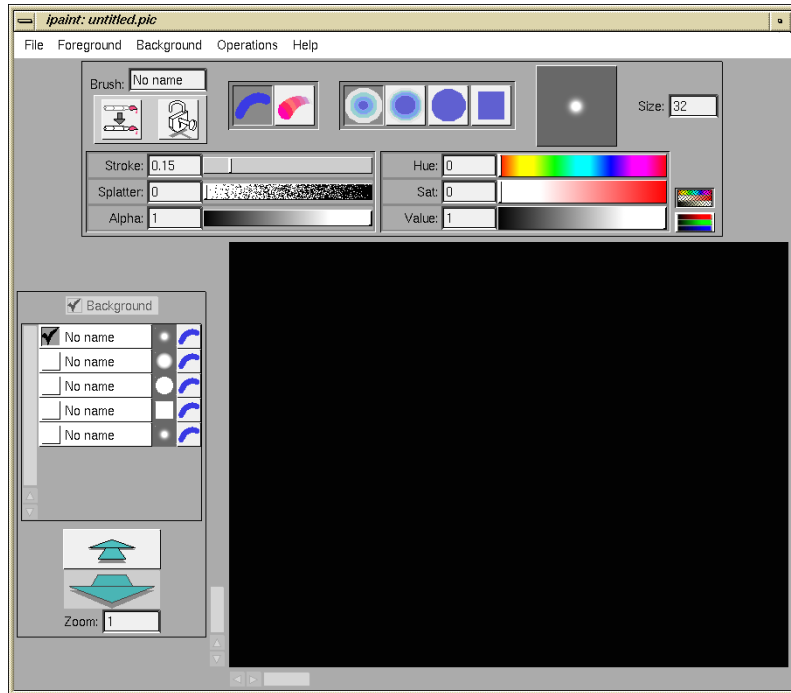 ipaint: untitled.pic
File Foreground Background Operations Help
Brush: No name
Size: 32
Stroke: 0.15
Hue: 0
Splatter: 0
Sat: 0
Alpha: 1
Value: 1
Background
No name
No name
No name
No name
No name
Zoom: 1